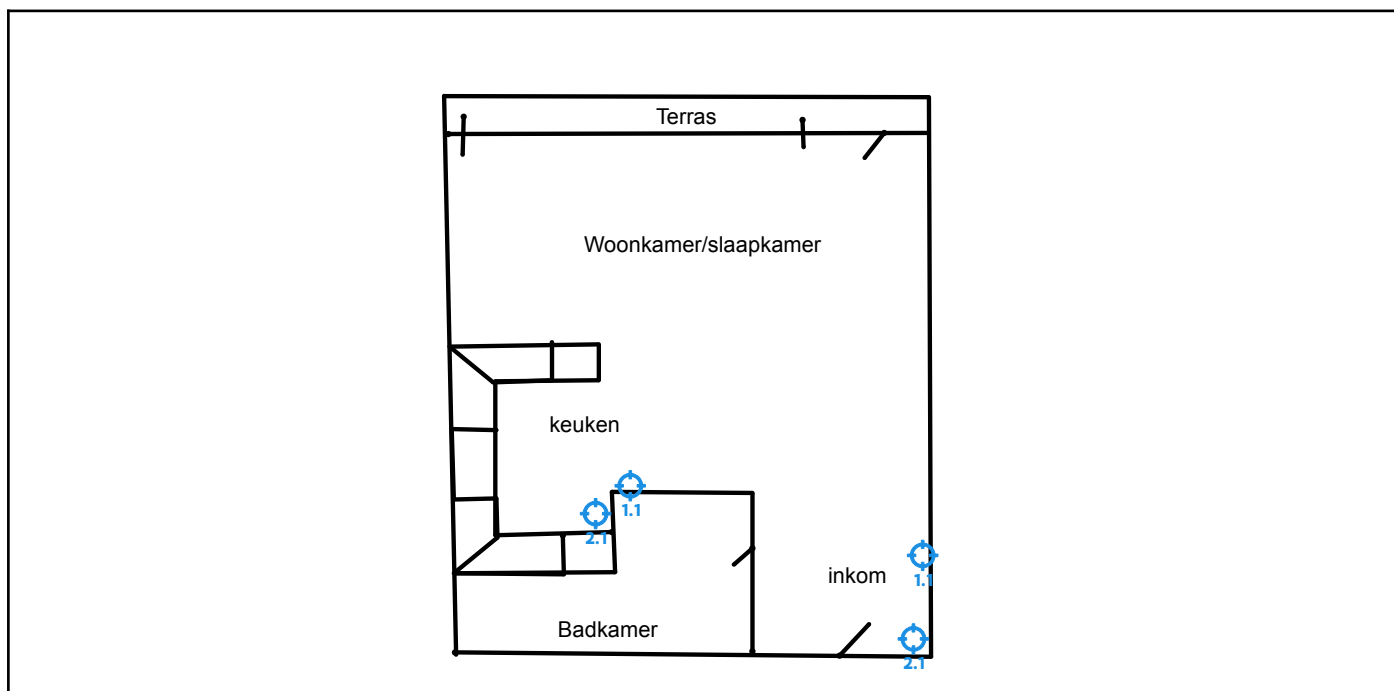 Terras
Woonkamer/slaapkamer
keuken
1.1
2.1
1.1
inkom
Badkamer
2.1